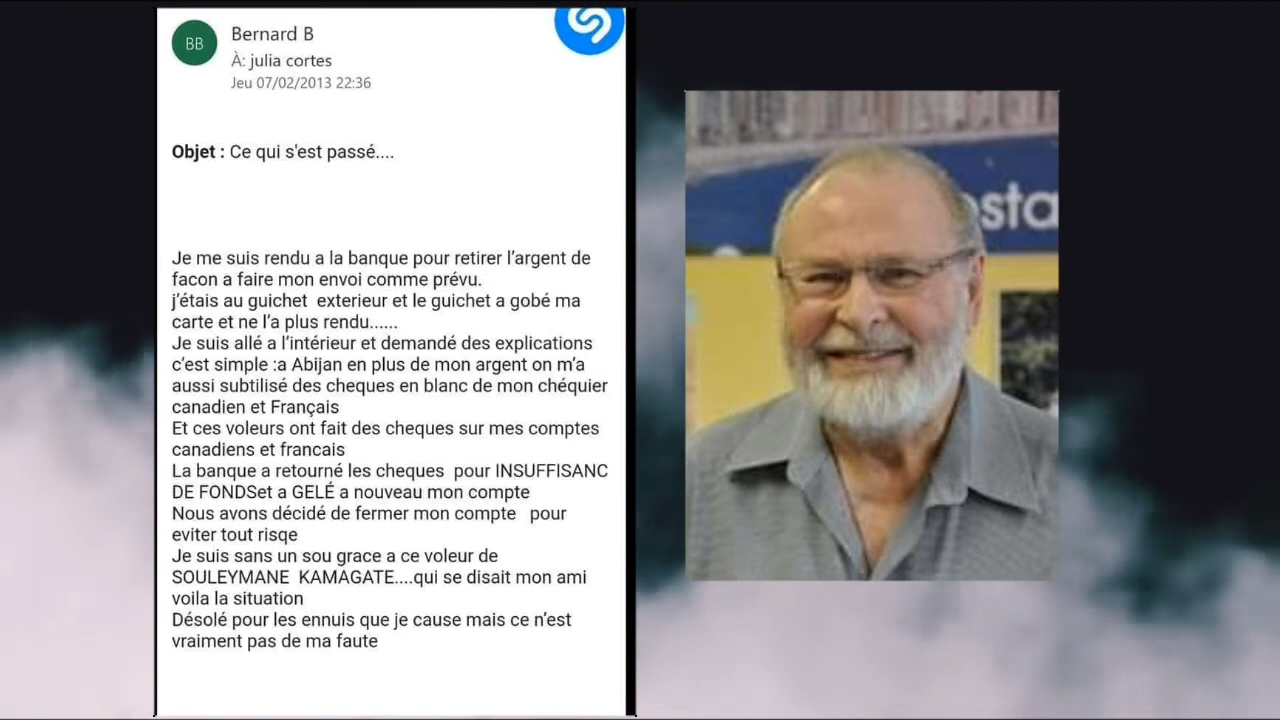 BB
Bernard B
À: julia cortes
Jeu 07/02/2013 22:36
Objet : Ce qui s'est passé....
Je me suis rendu a la banque pour retirer l'argent de
facon a faire mon envoi comme prévu.
j'étais au guichet exterieur et le guichet a gobé ma
carte et ne l'a plus rendu......
Je suis allé a l'intérieur et demandé des explications
c'est simple :a Abijan en plus de mon argent on m'a
aussi subtilisé des cheques en blanc de mon chéquier
canadien et Français
Et ces voleurs ont fait des cheques sur mes comptes
canadiens et francais
La banque a retourné les cheques pour INSUFFISANC
DE FONDSet a GELÉ a nouveau mon compte
Nous avons décidé de fermer mon compte pour
eviter tout risqe
Je suis sans un sou grace a ce voleur de
SOULEYMANE KAMAGATE....qui se disait mon ami
voila la situation
Désolé pour les ennuis que je cause mais ce n'est
vraiment pas de ma faute
osta